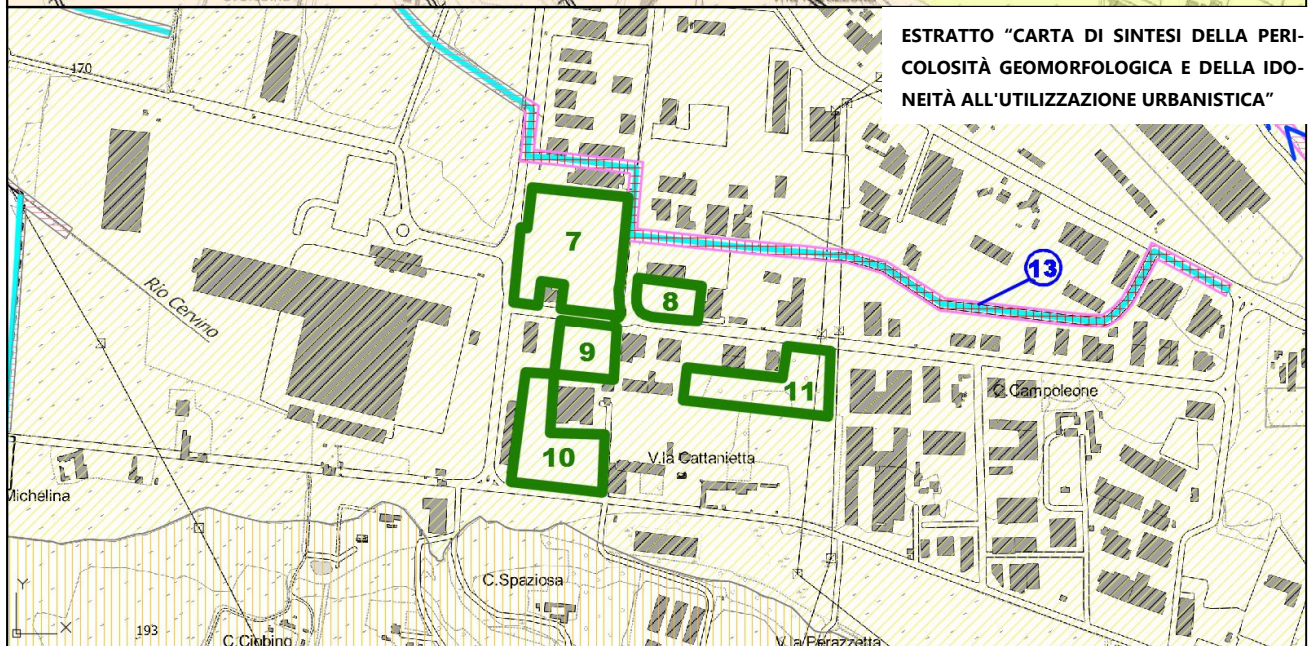 ESTRATTO “CARTA DI SINTESI DELLA PERI-
COLOSITÀ GEOMORFOLOGICA E DELLA IDO-
NEITÀ ALL'UTILIZZAZIONE URBANISTICA”
170
7
13
Rio Cervino
8
9
11
C.Campoleone
10
V.la Cattanietta
Michelina
C.Spaziosa
Y
X
193
C.Ciobino
V.la Perazzetta